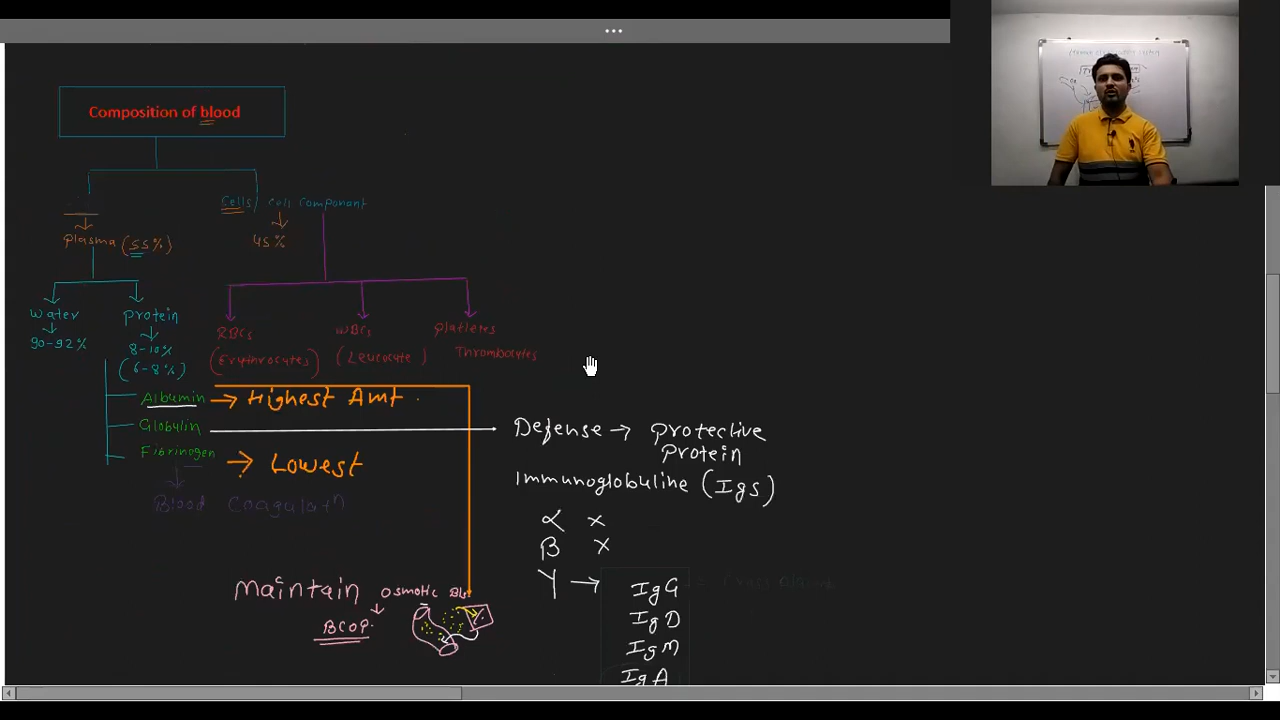 Composition of blood
Cells/ cell component
Plasma (55%)
45%
Water
Protein
90-92%
8-10%
(6-8%)
RBCs
WBCs
Platletes
(Erythrocytes)
(Leucocate)
Thrombocytes
Albumin → Highest Amt
Globulin
Fibrinogen → Lowest
Blood Coagulatn
Defense → Protective
Protein
Immunoglobuline (Igs)
α x
β x
γ →
IgG
IgD
IgM
IgA
Maintain osmotic
BCOP